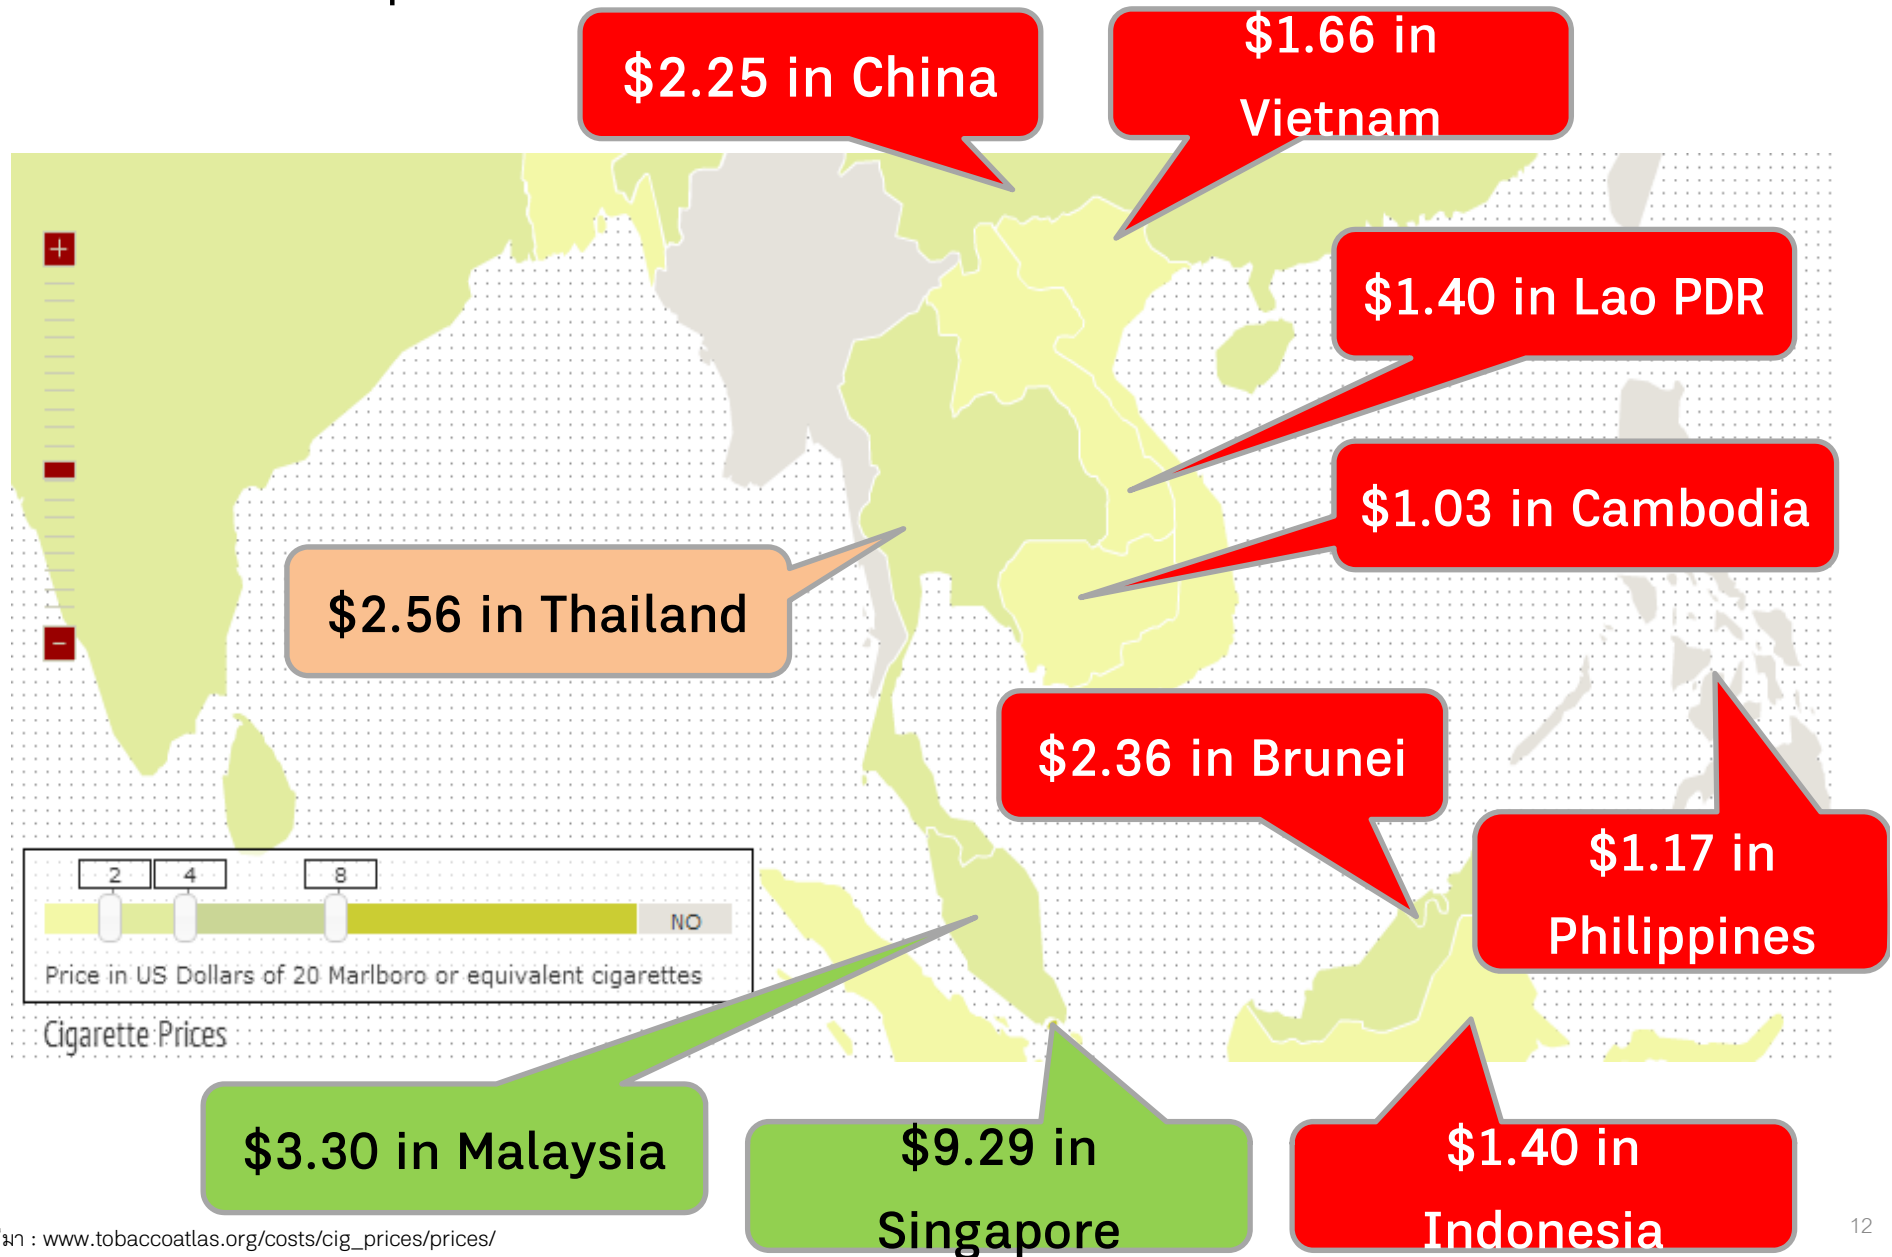 $2.25 in China
$1.66 in
Vietnam
+
$1.40 in Lao PDR
$1.03 in Cambodia
$2.56 in Thailand
−
$2.36 in Brunei
$1.17 in
Philippines
2
4
8
NO
Price in US Dollars of 20 Marlboro or equivalent cigarettes
Cigarette Prices
$3.30 in Malaysia
$9.29 in
Singapore
$1.40 in
Indonesia
มา : www.tobaccoatlas.org/costs/cig_prices/prices/
12